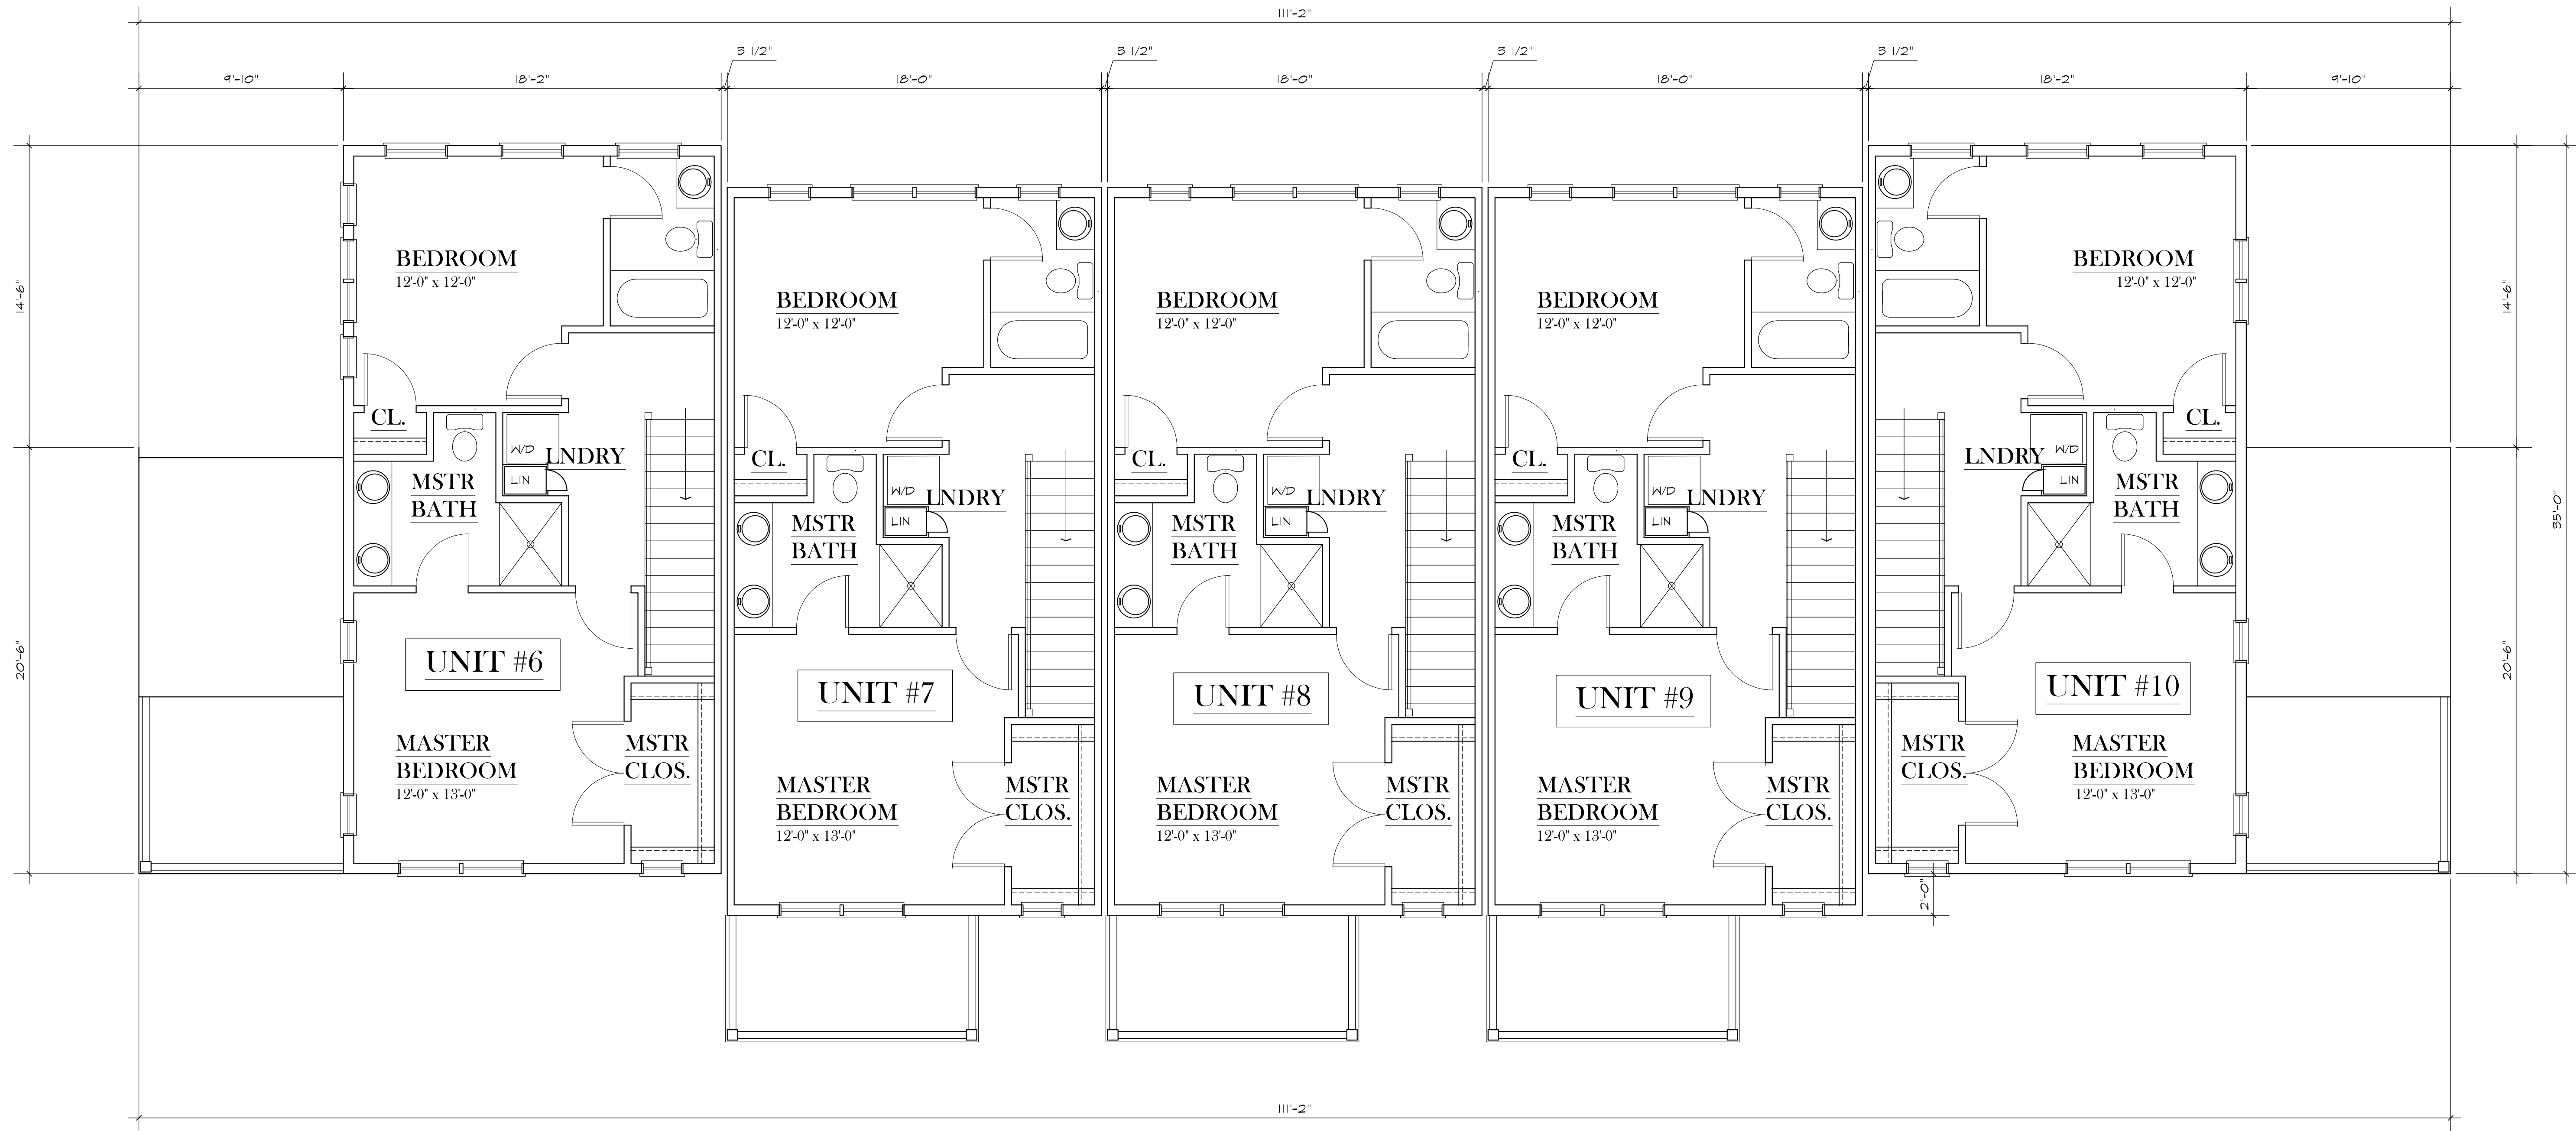 111'-2"
3 1/2"
3 1/2"
3 1/2"
3 1/2"
9'-10"
18'-2"
18'-0"
18'-0"
18'-0"
18'-2"
9'-10"
14'-6"
20'-6"
BEDROOM
12'-0" x 12'-0"
CL.
W/D
LNDRY
LIN
MSTR
BATH
UNIT #6
MASTER
BEDROOM
12'-0" x 13'-0"
MSTR
CLOS.
BEDROOM
12'-0" x 12'-0"
CL.
W/D
LNDRY
LIN
MSTR
BATH
UNIT #7
MASTER
BEDROOM
12'-0" x 13'-0"
MSTR
CLOS.
BEDROOM
12'-0" x 12'-0"
CL.
W/D
LNDRY
LIN
MSTR
BATH
UNIT #8
MASTER
BEDROOM
12'-0" x 13'-0"
MSTR
CLOS.
BEDROOM
12'-0" x 12'-0"
CL.
W/D
LNDRY
LIN
MSTR
BATH
UNIT #9
MASTER
BEDROOM
12'-0" x 13'-0"
MSTR
CLOS.
BEDROOM
12'-0" x 12'-0"
CL.
LNDRY
W/D
LIN
MSTR
BATH
UNIT #10
MSTR
CLOS.
MASTER
BEDROOM
12'-0" x 13'-0"
2'-0"
14'-6"
20'-6"
35'-0"
111'-2"